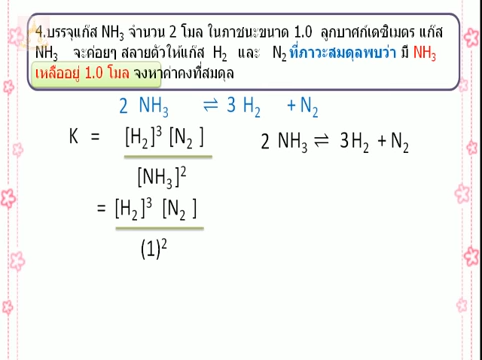 4.บรรจุแก๊ส NH₃ จำนวน 2 โมล ในภาชนะขนาด 1.0 ลูกบาศก์เดซิเมตร แก๊ส
NH₃ จะค่อยๆ สลายตัวให้แก๊ส H₂ และ N₂ ที่ภาวะสมดุลพบว่า มี NH₃
เหลืออยู่ 1.0 โมล จงหาค่าคงที่สมดุล
2 NH₃ ⇌ 3 H₂ + N₂
K = [H₂]³ [N₂ ]
2 NH₃ ⇌ 3H₂ + N₂
[NH₃]²
= [H₂]³ [N₂ ]
(1)²